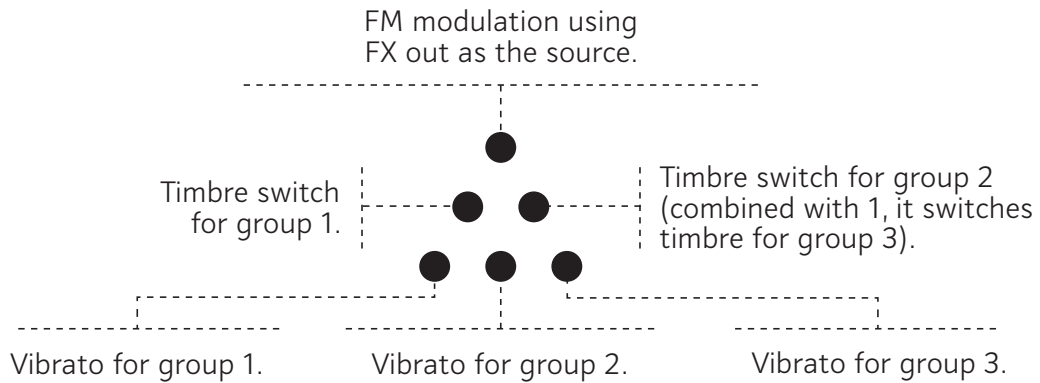 FM modulation using
FX out as the source.
Timbre switch
for group 1.
Timbre switch for group 2
(combined with 1, it switches
timbre for group 3).
Vibrato for group 1.
Vibrato for group 2.
Vibrato for group 3.